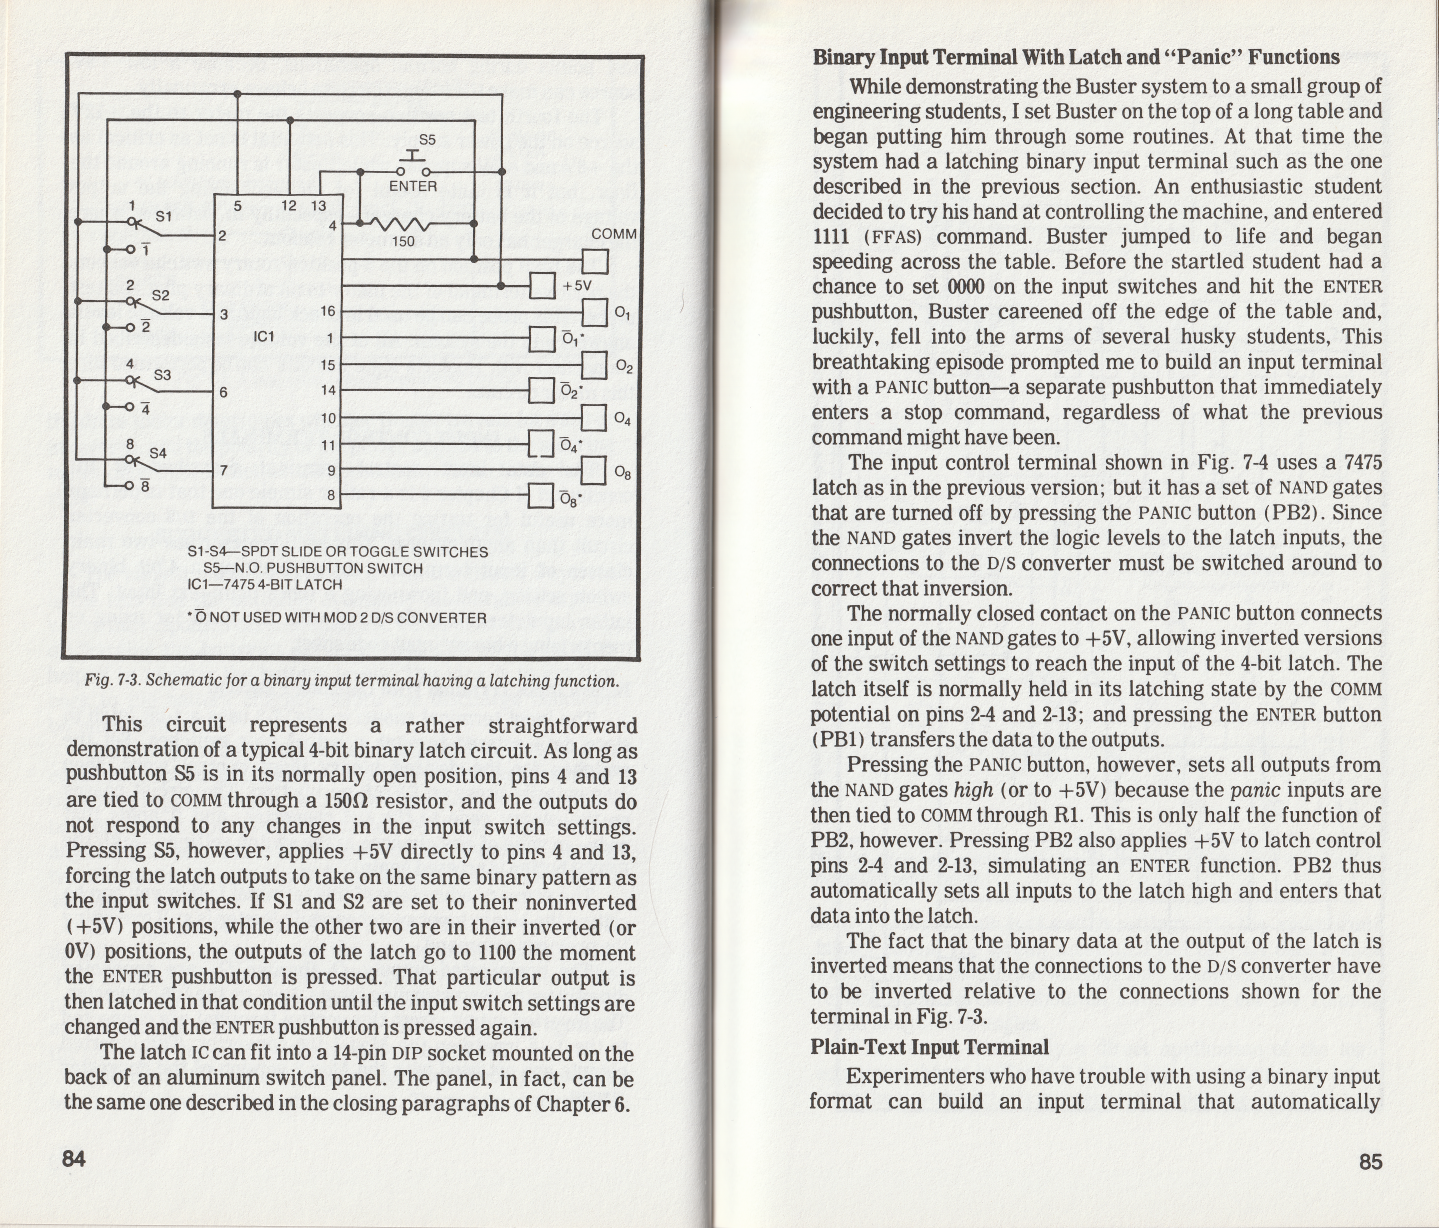 S5
ENTER
1
S1
1̅
5
12
13
2
4
150
COMM
2
S2
2̅
3
+5V
16
O1
IC1
1
O̅1*
4
S3
4̅
6
15
O2
14
O̅2*
10
O4
8
S4
8̅
7
11
O̅4*
9
O8
8
O̅8*
S1-S4—SPDT SLIDE OR TOGGLE SWITCHES
S5—N.O. PUSHBUTTON SWITCH
IC1—7475 4-BIT LATCH
* O̅ NOT USED WITH MOD 2 D/S CONVERTER
Fig. 7-3. Schematic for a binary input terminal having a latching function.
This circuit represents a rather straightforward
demonstration of a typical 4-bit binary latch circuit. As long as
pushbutton S5 is in its normally open position, pins 4 and 13
are tied to COMM through a 150Ω resistor, and the outputs do
not respond to any changes in the input switch settings.
Pressing S5, however, applies +5V directly to pins 4 and 13,
forcing the latch outputs to take on the same binary pattern as
the input switches. If S1 and S2 are set to their noninverted
(+5V) positions, while the other two are in their inverted (or
0V) positions, the outputs of the latch go to 1100 the moment
the ENTER pushbutton is pressed. That particular output is
then latched in that condition until the input switch settings are
changed and the ENTER pushbutton is pressed again.
The latch IC can fit into a 14-pin DIP socket mounted on the
back of an aluminum switch panel. The panel, in fact, can be
the same one described in the closing paragraphs of Chapter 6.
84
Binary Input Terminal With Latch and “Panic” Functions
While demonstrating the Buster system to a small group of
engineering students, I set Buster on the top of a long table and
began putting him through some routines. At that time the
system had a latching binary input terminal such as the one
described in the previous section. An enthusiastic student
decided to try his hand at controlling the machine, and entered
1111 (FFAS) command. Buster jumped to life and began
speeding across the table. Before the startled student had a
chance to set 0000 on the input switches and hit the ENTER
pushbutton, Buster careened off the edge of the table and,
luckily, fell into the arms of several husky students, This
breathtaking episode prompted me to build an input terminal
with a PANIC button—a separate pushbutton that immediately
enters a stop command, regardless of what the previous
command might have been.
The input control terminal shown in Fig. 7-4 uses a 7475
latch as in the previous version; but it has a set of NAND gates
that are turned off by pressing the PANIC button (PB2). Since
the NAND gates invert the logic levels to the latch inputs, the
connections to the D/S converter must be switched around to
correct that inversion.
The normally closed contact on the PANIC button connects
one input of the NAND gates to +5V, allowing inverted versions
of the switch settings to reach the input of the 4-bit latch. The
latch itself is normally held in its latching state by the COMM
potential on pins 2-4 and 2-13; and pressing the ENTER button
(PB1) transfers the data to the outputs.
Pressing the PANIC button, however, sets all outputs from
the NAND gates high (or to +5V) because the panic inputs are
then tied to COMM through R1. This is only half the function of
PB2, however. Pressing PB2 also applies +5V to latch control
pins 2-4 and 2-13, simulating an ENTER function. PB2 thus
automatically sets all inputs to the latch high and enters that
data into the latch.
The fact that the binary data at the output of the latch is
inverted means that the connections to the D/S converter have
to be inverted relative to the connections shown for the
terminal in Fig. 7-3.
Plain-Text Input Terminal
Experimenters who have trouble with using a binary input
format can build an input terminal that automatically
85